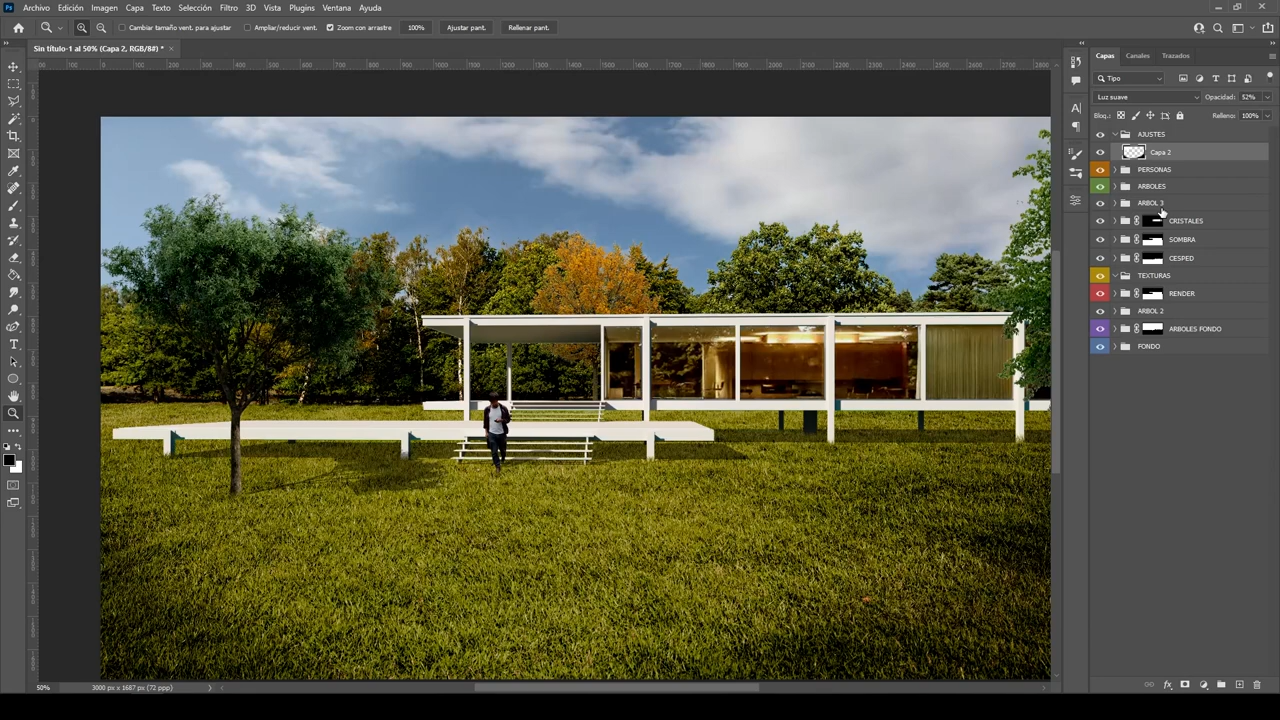 Ps Archivo Edición Imagen Capa Texto Selección Filtro 3D Vista Plugins Ventana Ayuda
Cambiar tamaño vent. para ajustar Ampliar/reducir vent. Zoom con arrastre 100% Ajustar pant. Rellenar pant.
Sin título-1 al 50% (Capa 2, RGB/8#) * ×
Capas Canales Trazados
Tipo
Luz suave Opacidad: 52%
Bloq.: Relleno: 100%
AJUSTES
Capa 2
PERSONAS
ARBOLES
ARBOL 3
CRISTALES
SOMBRA
CESPED
TEXTURAS
RENDER
ARBOL 2
ARBOLES FONDO
FONDO
50% 3000 px x 1687 px (72 ppp)